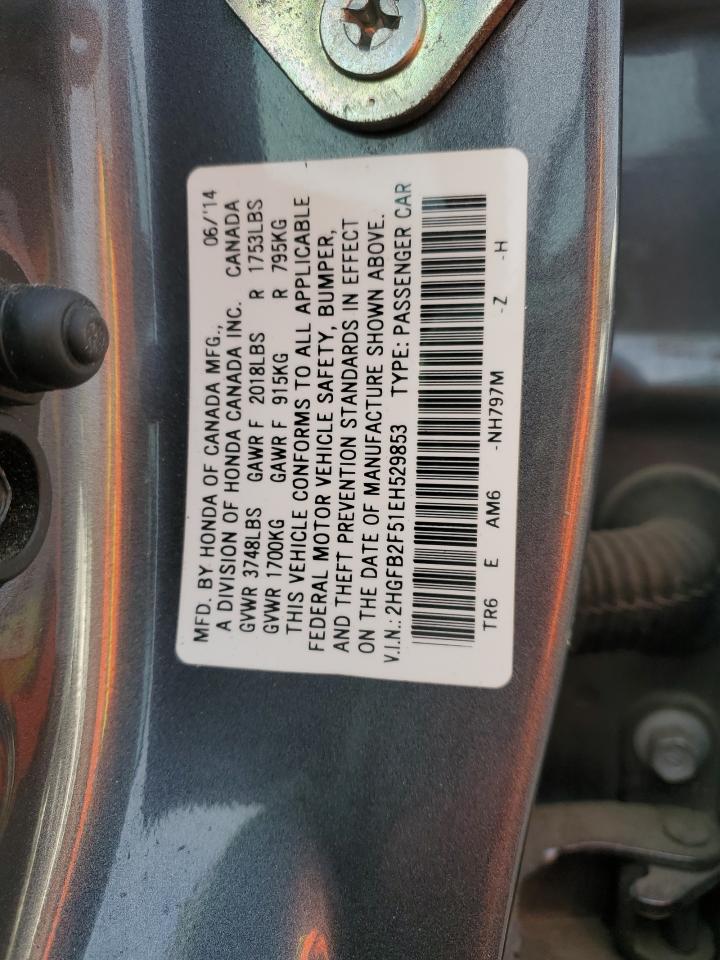 MFD. BY HONDA OF CANADA MFG., 06/'14
A DIVISION OF HONDA CANADA INC. CANADA
GVWR 3748LBS GAWR F 2018LBS R 1753LBS
GVWR 1700KG GAWR F 915KG R 795KG
THIS VEHICLE CONFORMS TO ALL APPLICABLE
FEDERAL MOTOR VEHICLE SAFETY, BUMPER,
AND THEFT PREVENTION STANDARDS IN EFFECT
ON THE DATE OF MANUFACTURE SHOWN ABOVE.
V.I.N.: 2HGFB2F51EH529853 TYPE: PASSENGER CAR
TR6 E AM6 -NH797M -Z -H